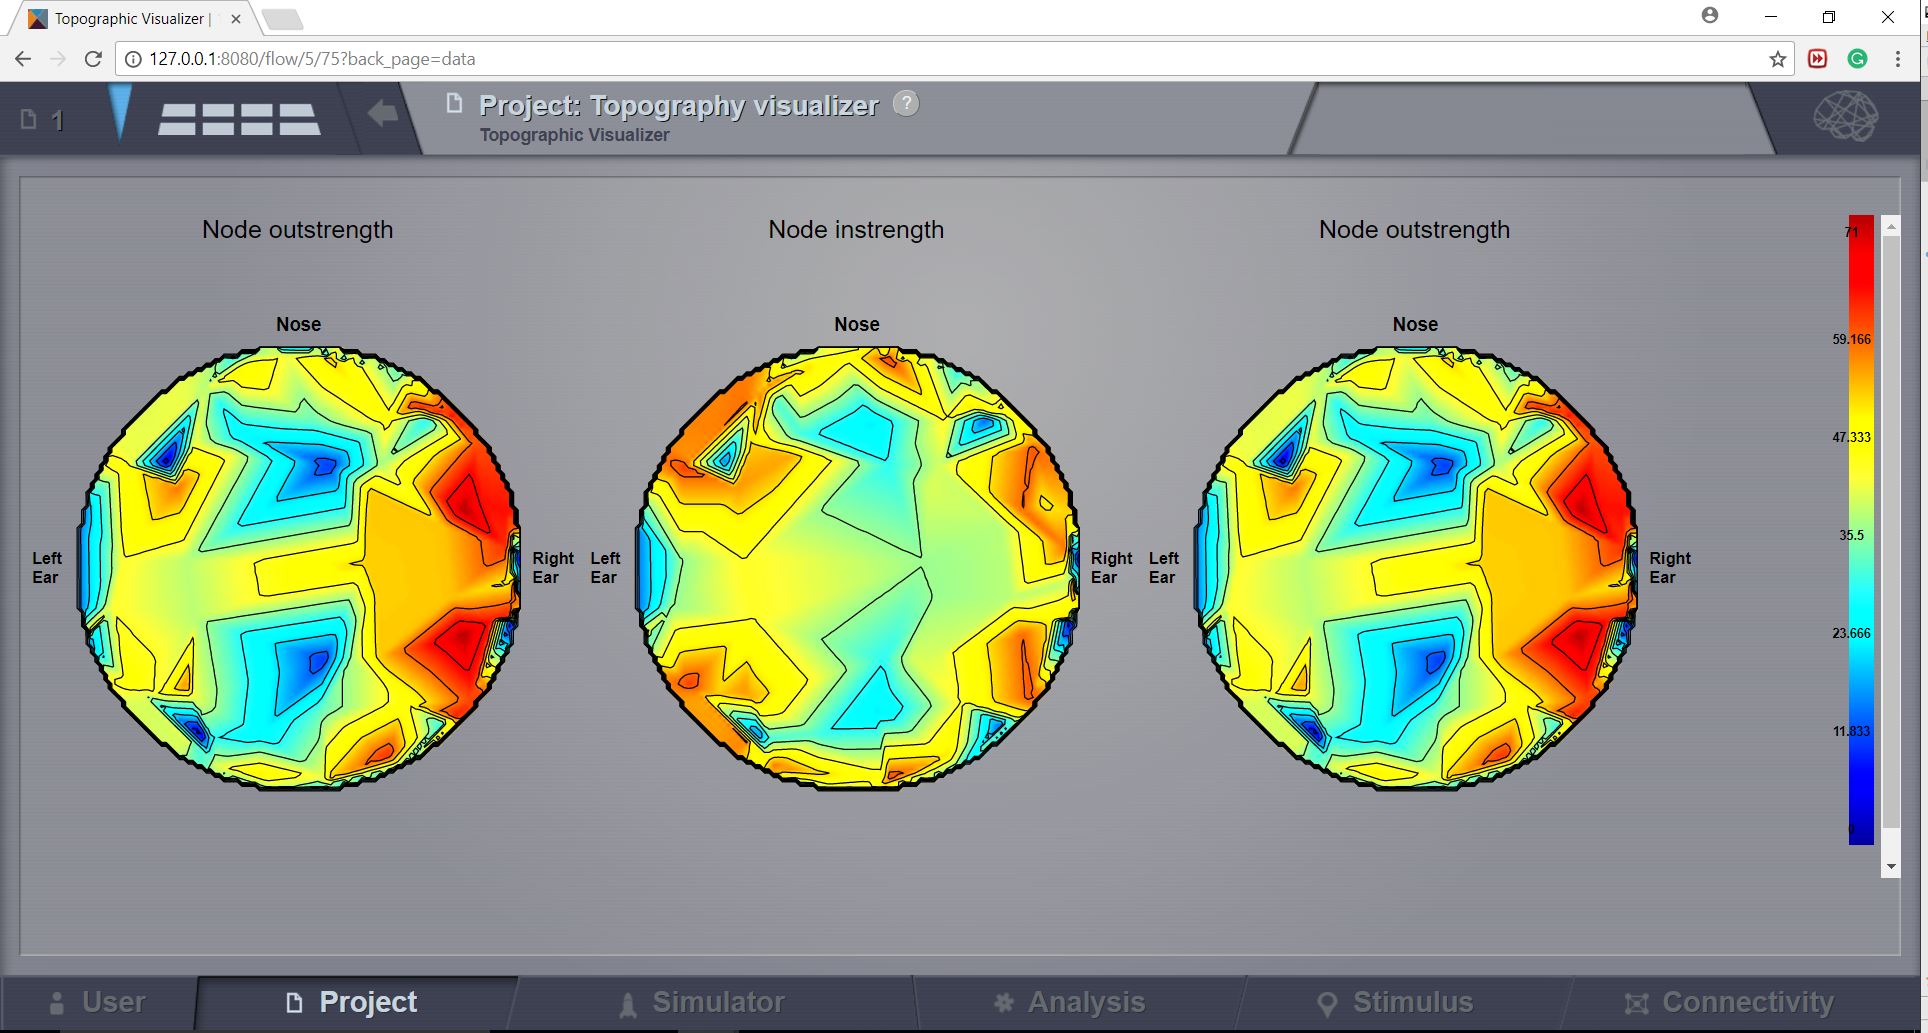 Topographic Visualizer |
127.0.0.1:8080/flow/5/75?back_page=data
1
Project: Topography visualizer ?
Topographic Visualizer
Node outstrength
Node instrength
Node outstrength
Nose
Nose
Nose
Left
Ear
Right
Ear
Left
Ear
Right
Ear
Left
Ear
Right
Ear
71
59.166
47.333
35.5
23.666
11.833
0
User
Project
Simulator
Analysis
Stimulus
Connectivity